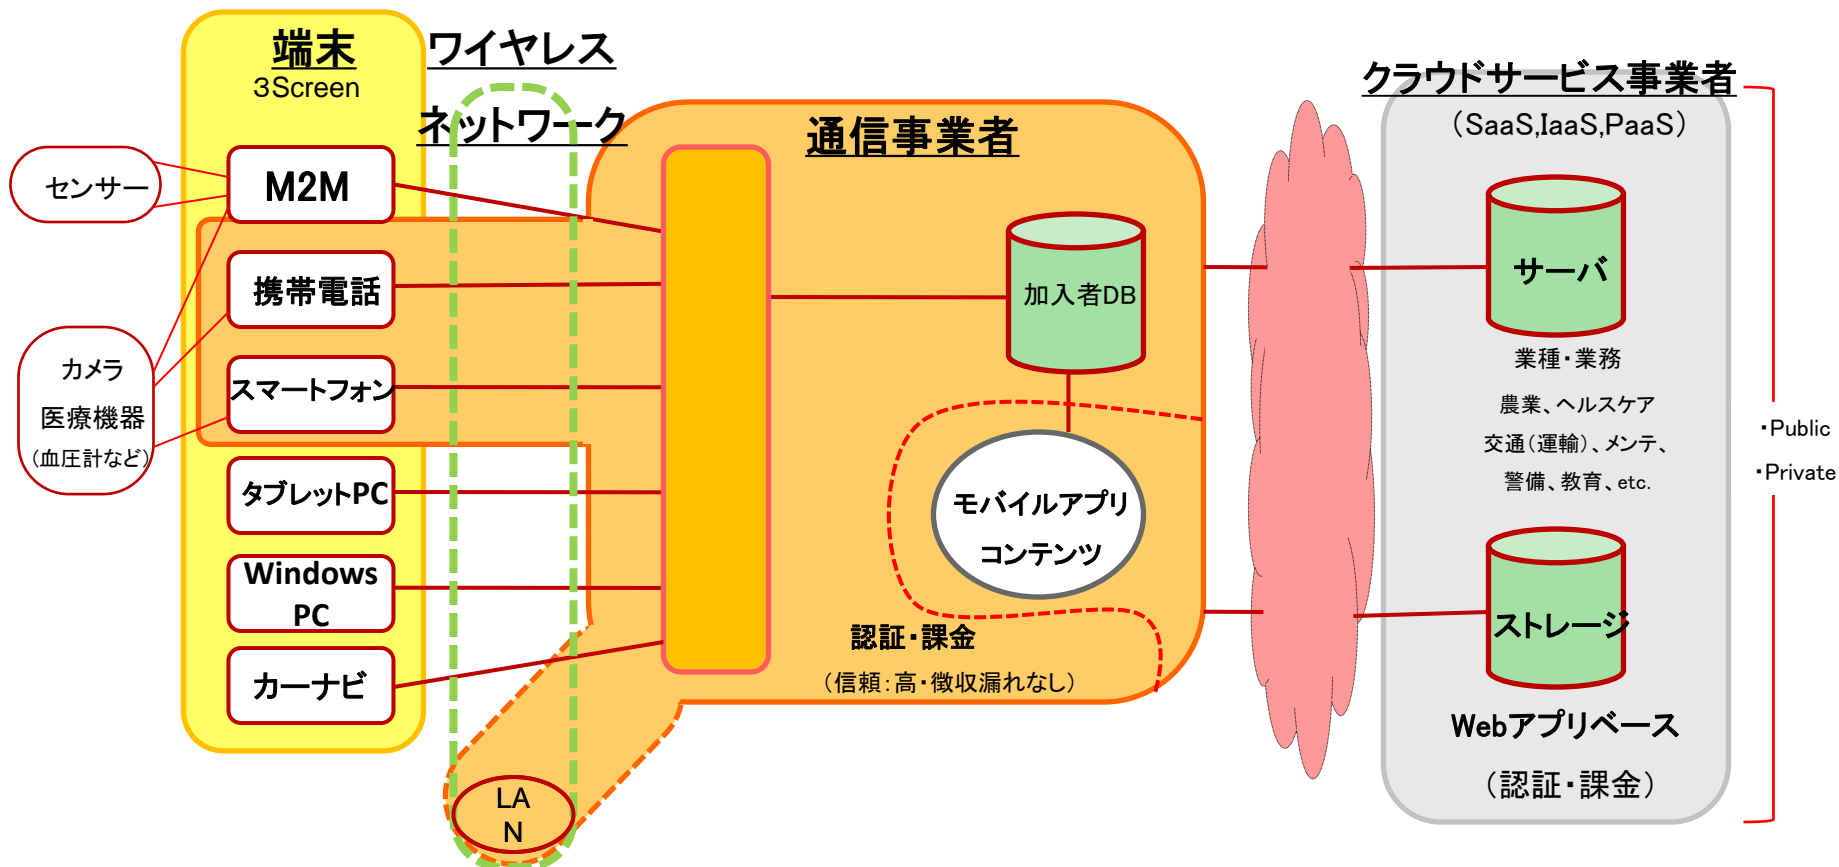 端末
3Screen
ワイヤレス
ネットワーク
センサー
カメラ
医療機器
（血圧計など）
M2M
携帯電話
スマートフォン
タブレットPC
Windows
PC
カーナビ
LA
N
通信事業者
加入者DB
モバイルアプリ
コンテンツ
認証・課金
（信頼：高・徴収漏れなし）
クラウドサービス事業者
（SaaS,IaaS,PaaS）
サーバ
業種・業務
農業、ヘルスケア
交通（運輸）、メンテ、
警備、教育、etc.
ストレージ
Webアプリベース
（認証・課金）
・Public
・Private